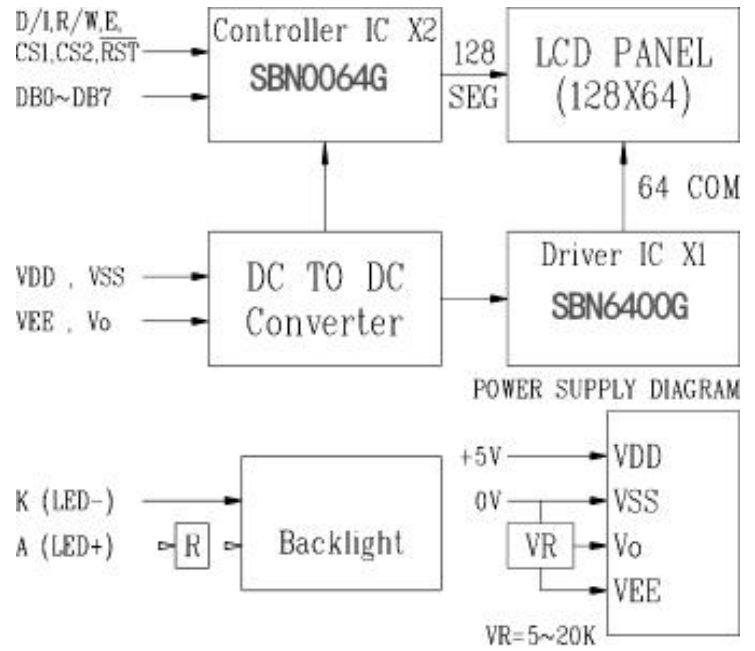 D/I,R/W,E,
CS1,CS2,RST
DB0~DB7
Controller IC X2
SBN0064G
128
SEG
LCD PANEL
(128X64)
64 COM
VDD , VSS
VEE , Vo
DC TO DC
Converter
Driver IC X1
SBN6400G
POWER SUPPLY DIAGRAM
K (LED-)
A (LED+)
R
Backlight
+5V
0V
VR
VDD
VSS
Vo
VEE
VR=5~20K